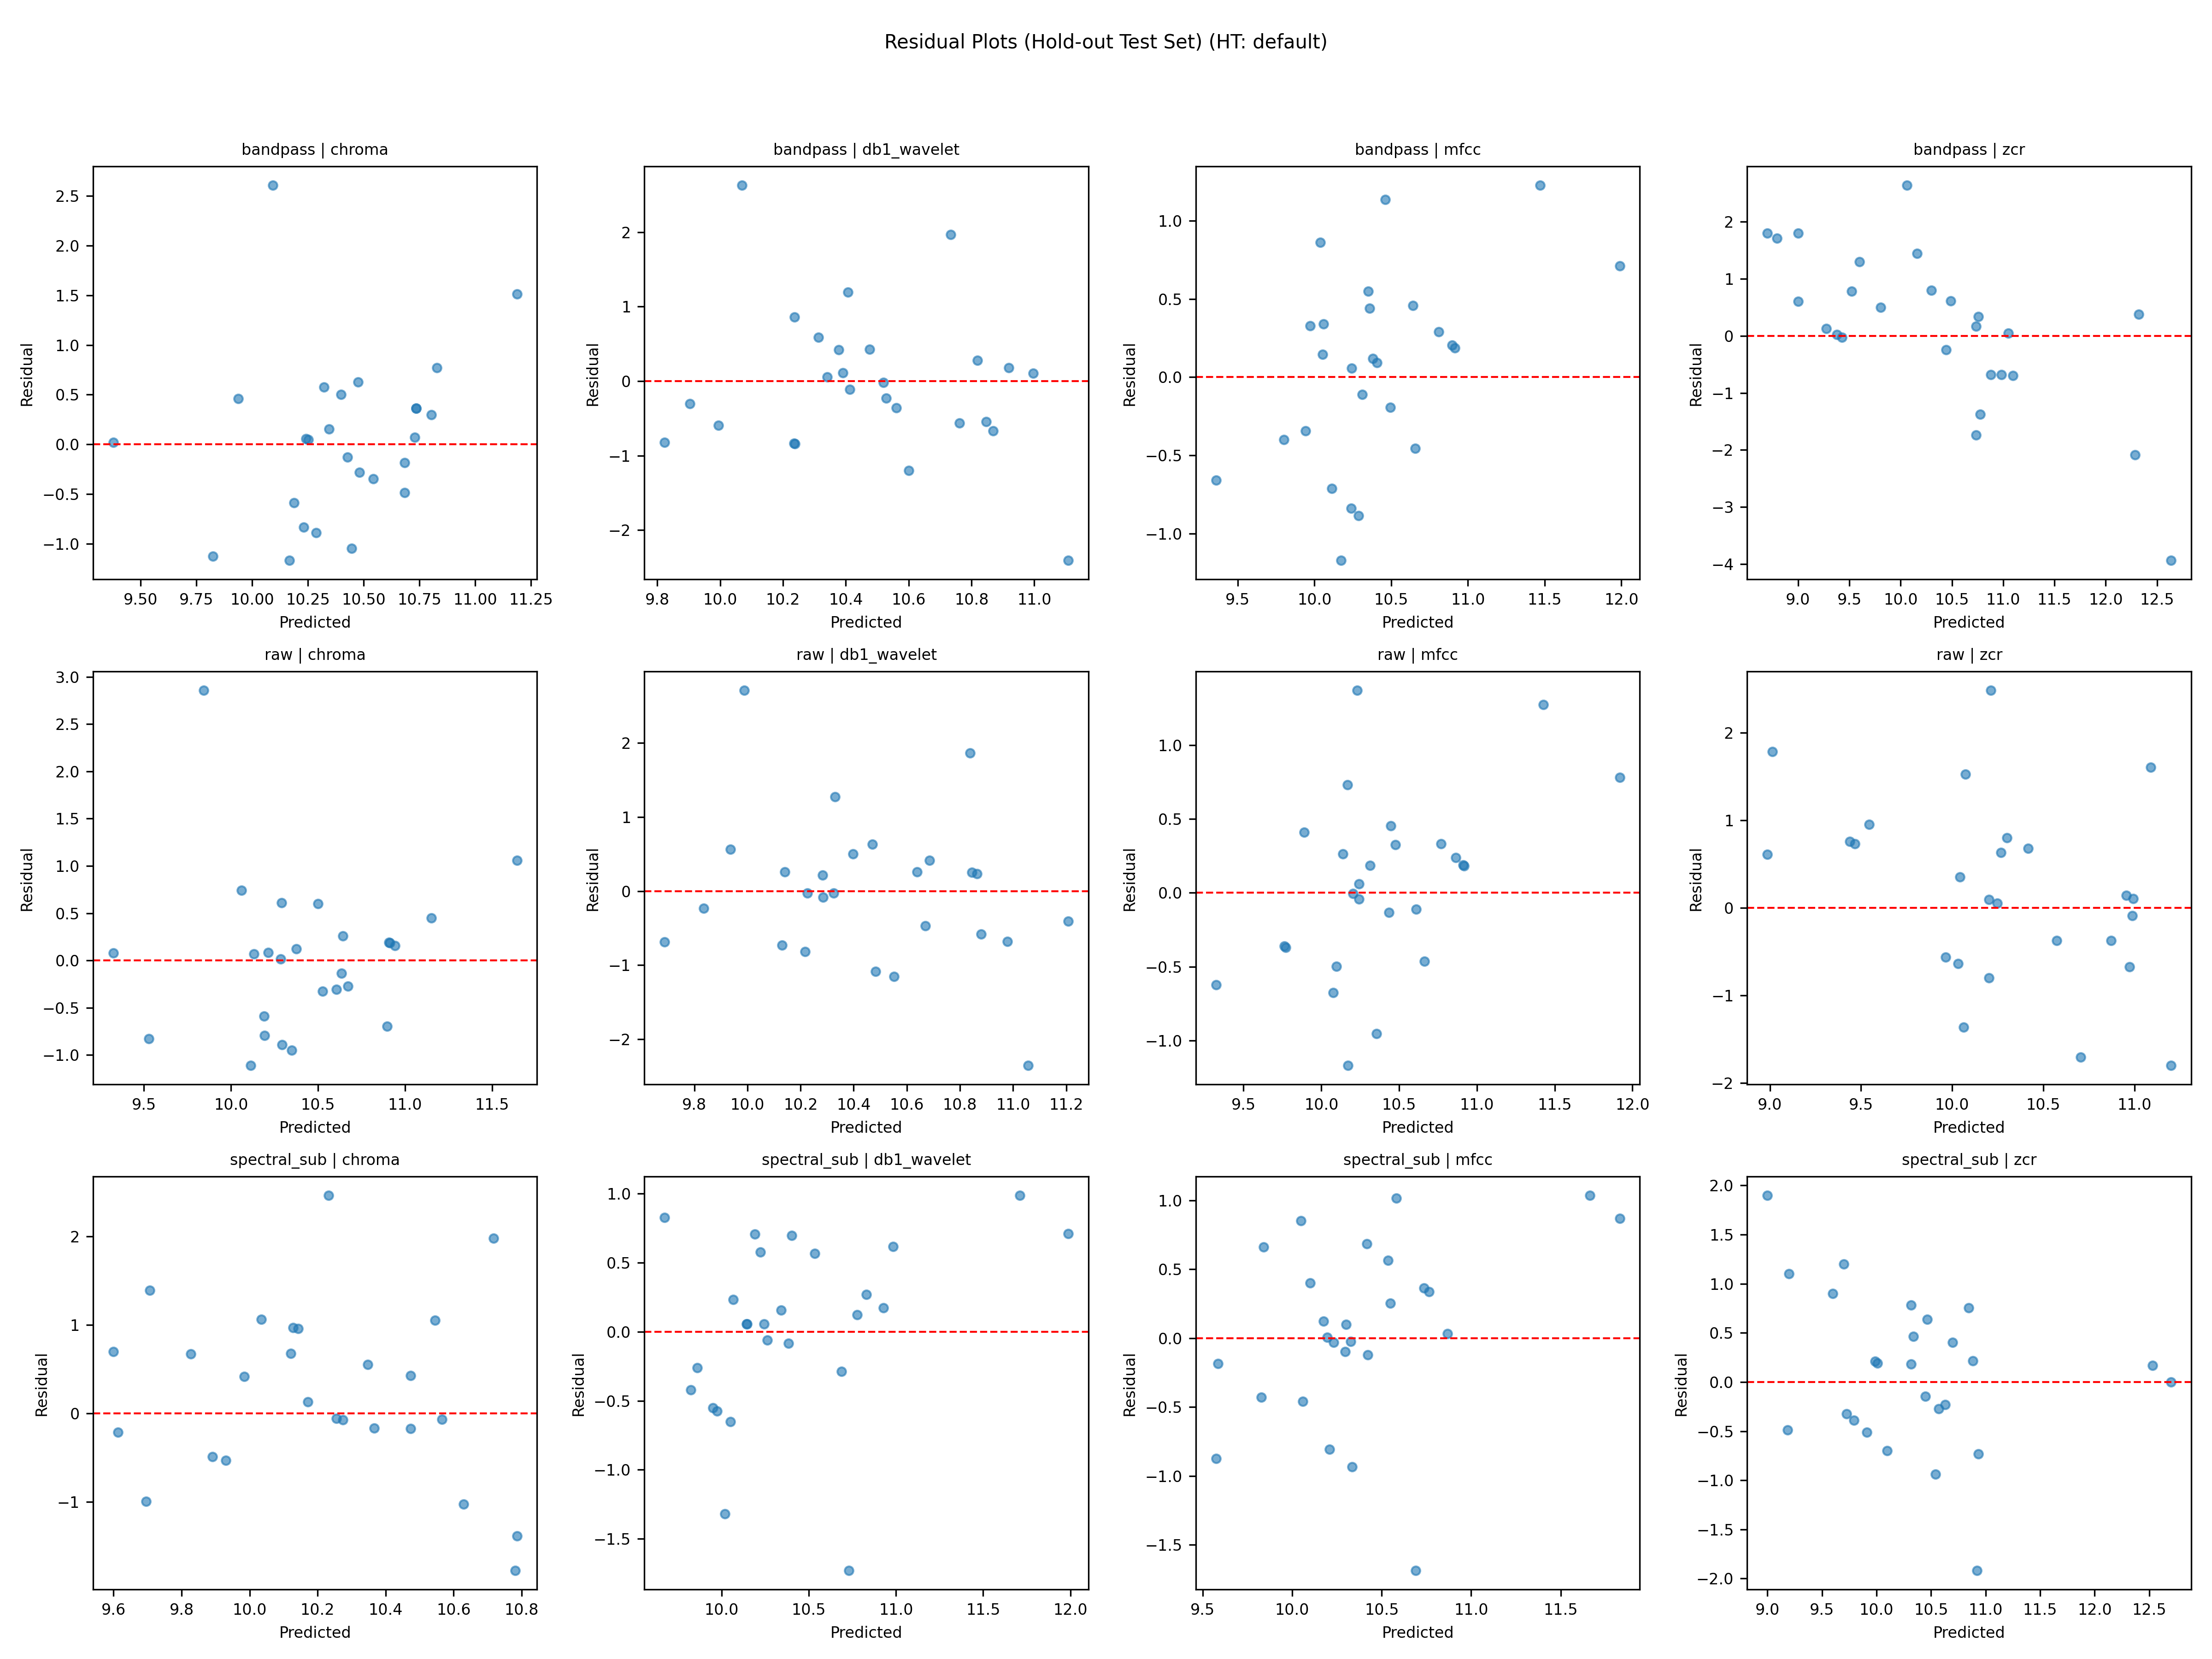 Residual Plots (Hold-out Test Set) (HT: default)
bandpass | chroma
Residual
2.5
2.0
1.5
1.0
0.5
0.0
−0.5
−1.0
9.50 9.75 10.00 10.25 10.50 10.75 11.00 11.25
Predicted
bandpass | db1_wavelet
Residual
2
1
0
−1
−2
9.8 10.0 10.2 10.4 10.6 10.8 11.0
Predicted
bandpass | mfcc
Residual
1.0
0.5
0.0
−0.5
−1.0
9.5 10.0 10.5 11.0 11.5 12.0
Predicted
bandpass | zcr
Residual
2
1
0
−1
−2
−3
−4
9.0 9.5 10.0 10.5 11.0 11.5 12.0 12.5
Predicted
raw | chroma
Residual
3.0
2.5
2.0
1.5
1.0
0.5
0.0
−0.5
−1.0
9.5 10.0 10.5 11.0 11.5
Predicted
raw | db1_wavelet
Residual
2
1
0
−1
−2
9.8 10.0 10.2 10.4 10.6 10.8 11.0 11.2
Predicted
raw | mfcc
Residual
1.0
0.5
0.0
−0.5
−1.0
9.5 10.0 10.5 11.0 11.5 12.0
Predicted
raw | zcr
Residual
2
1
0
−1
−2
9.0 9.5 10.0 10.5 11.0
Predicted
spectral_sub | chroma
Residual
2
1
0
−1
9.6 9.8 10.0 10.2 10.4 10.6 10.8
Predicted
spectral_sub | db1_wavelet
Residual
1.0
0.5
0.0
−0.5
−1.0
−1.5
10.0 10.5 11.0 11.5 12.0
Predicted
spectral_sub | mfcc
Residual
1.0
0.5
0.0
−0.5
−1.0
−1.5
9.5 10.0 10.5 11.0 11.5
Predicted
spectral_sub | zcr
Residual
2.0
1.5
1.0
0.5
0.0
−0.5
−1.0
−1.5
−2.0
9.0 9.5 10.0 10.5 11.0 11.5 12.0 12.5
Predicted